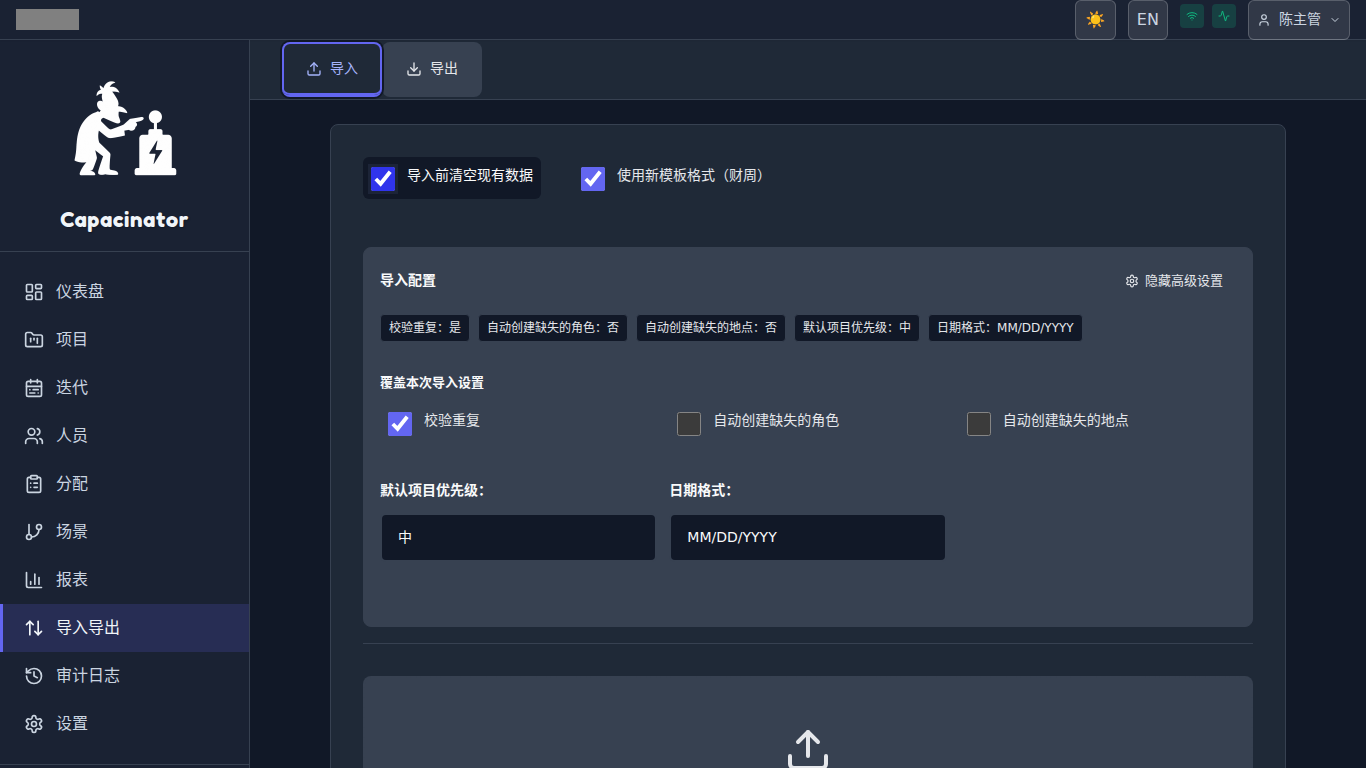 EN
陈主管
Capacinator
仪表盘
项目
迭代
人员
分配
场景
报表
导入导出
审计日志
设置
导入
导出
导入前清空现有数据
使用新模板格式（财周）
导入配置
隐藏高级设置
校验重复：是
自动创建缺失的角色：否
自动创建缺失的地点：否
默认项目优先级：中
日期格式：MM/DD/YYYY
覆盖本次导入设置
校验重复
自动创建缺失的角色
自动创建缺失的地点
默认项目优先级：
日期格式：
中
MM/DD/YYYY